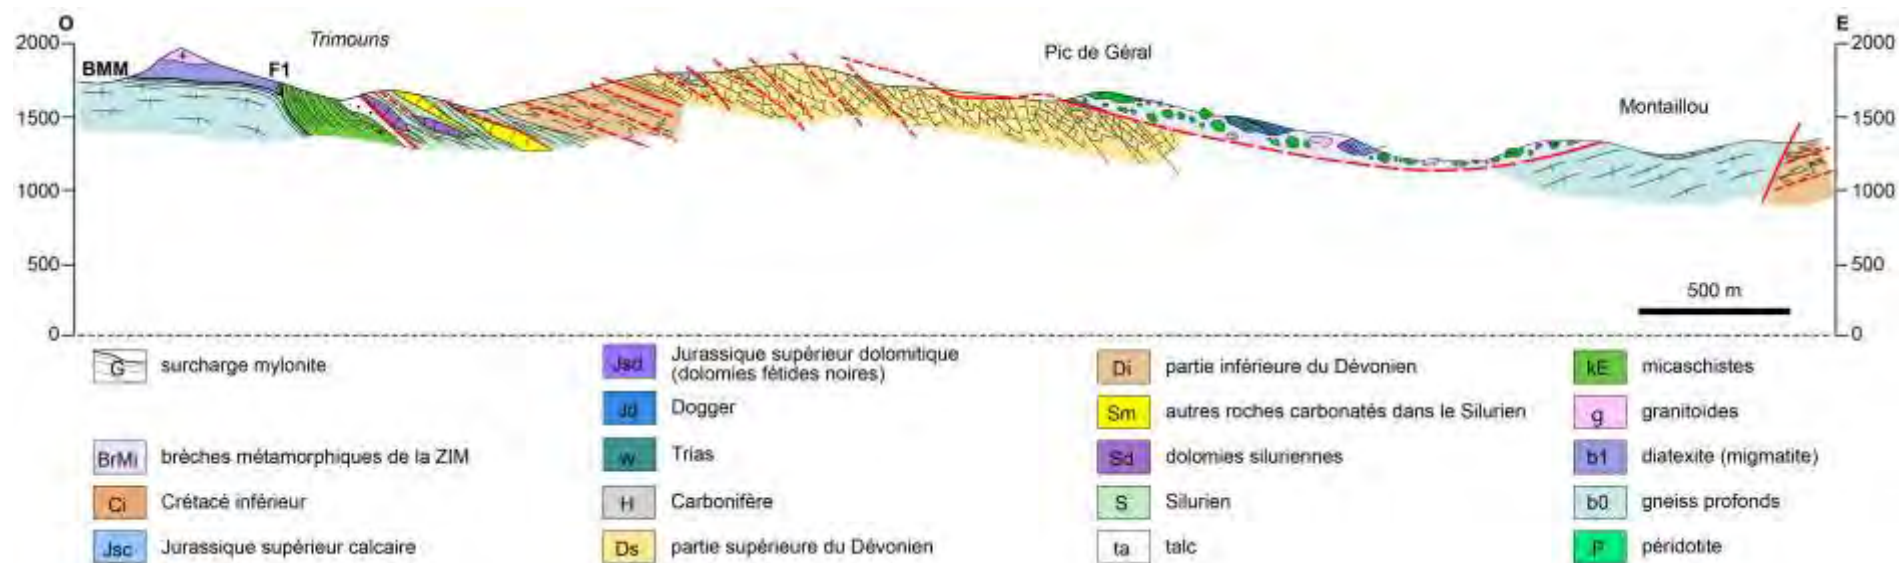 O
E
2000
2000
Trimouns
Pic de Géral
BMM
F1
1500
1500
Montaillou
1000
1000
500
500
500 m
0
0
G surcharge mylonite
BrMi brèches métamorphiques de la ZIM
Ci Crétacé inférieur
Jsc Jurassique supérieur calcaire
Jsd Jurassique supérieur dolomitique
(dolomies fétides noires)
Jd Dogger
w Trias
H Carbonifère
Ds partie supérieure du Dévonien
Di partie inférieure du Dévonien
Sm autres roches carbonatés dans le Silurien
Sd dolomies siluriennes
S Silurien
ta talc
kE micaschistes
g granitoïdes
b1 diatexite (migmatite)
b0 gneiss profonds
P péridotite